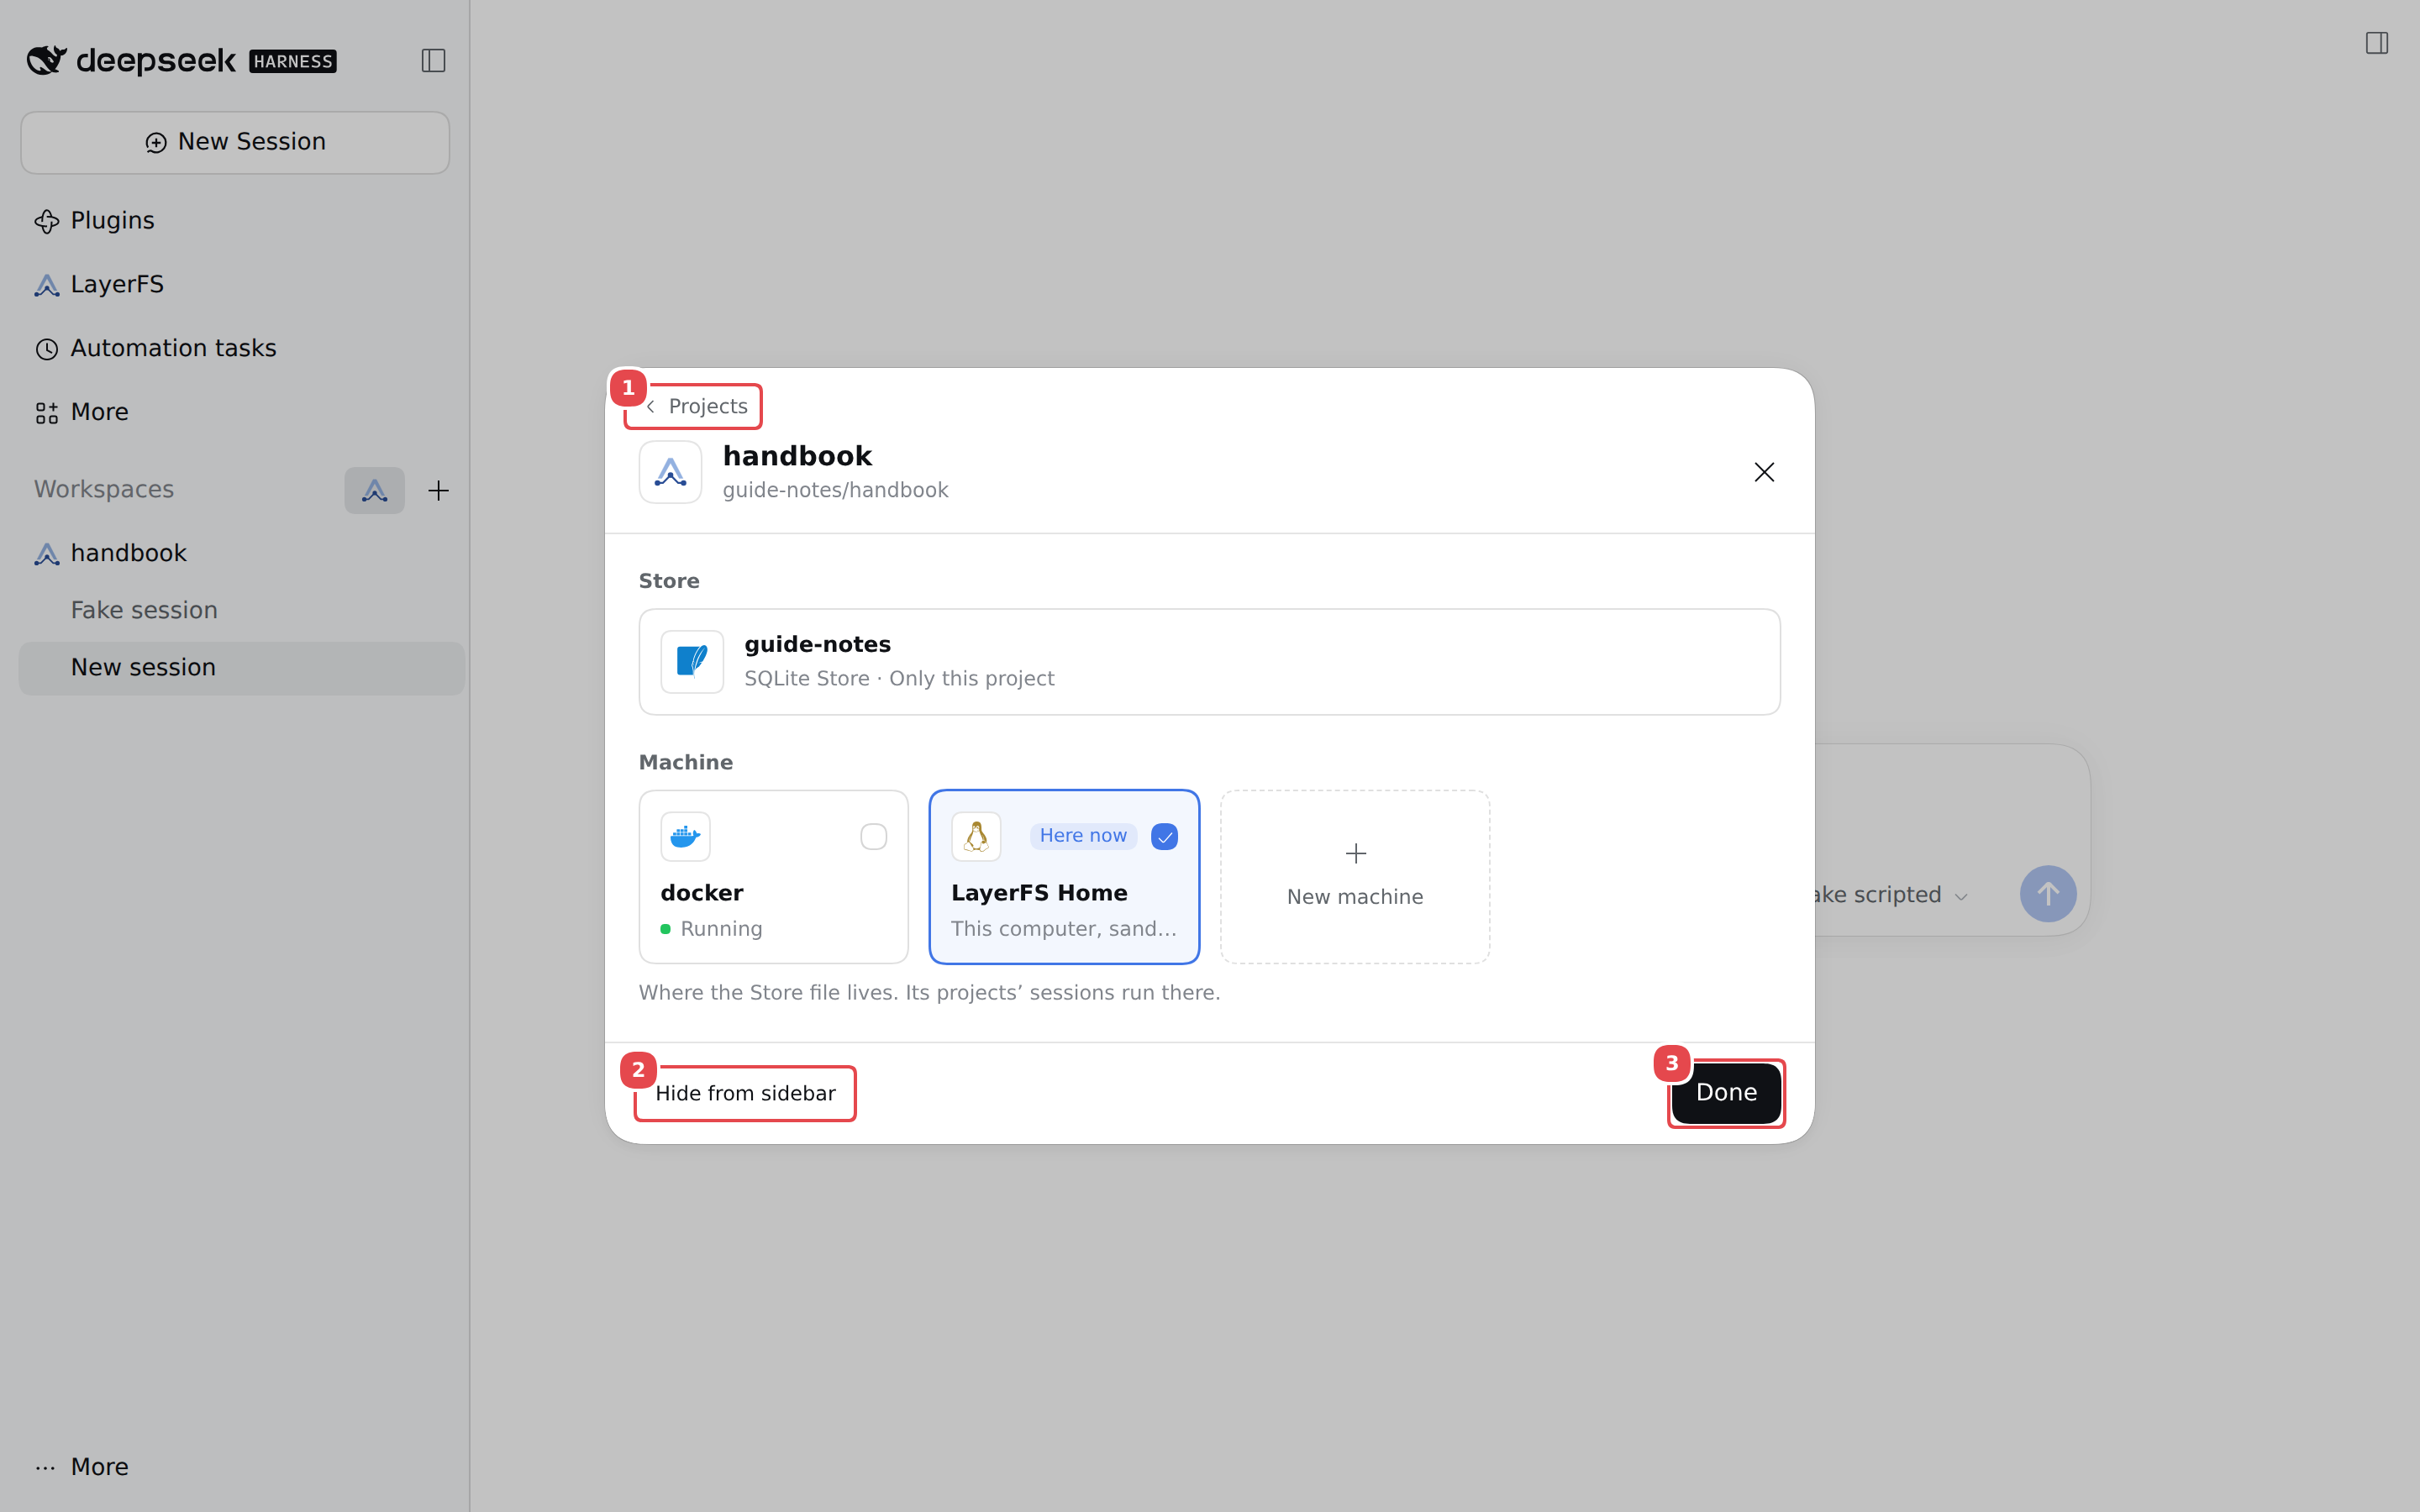 deepseek HARNESS
New Session
Plugins
LayerFS
Automation tasks
More
Workspaces
handbook
Fake session
New session
More
1
Projects
handbook
guide-notes/handbook
Store
guide-notes
SQLite Store · Only this project
Machine
docker
Running
Here now
LayerFS Home
This computer, sand…
New machine
Where the Store file lives. Its projects’ sessions run there.
2
Hide from sidebar
3
Done
ake scripted